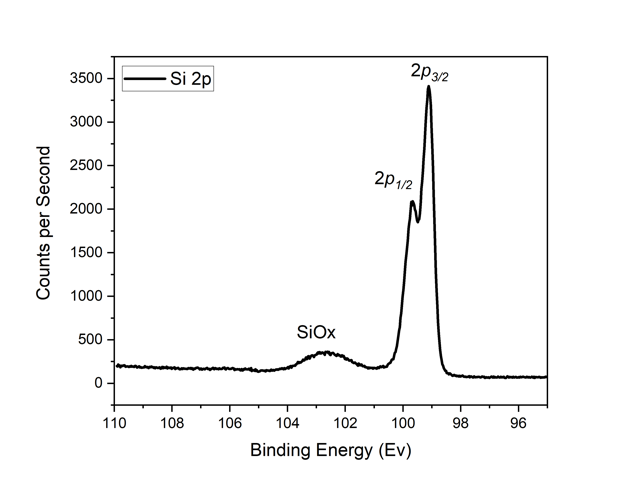 Si 2p
2p3/2
2p1/2
SiOx
Counts per Second
3500
3000
2500
2000
1500
1000
500
0
110 108 106 104 102 100 98 96
Binding Energy (Ev)